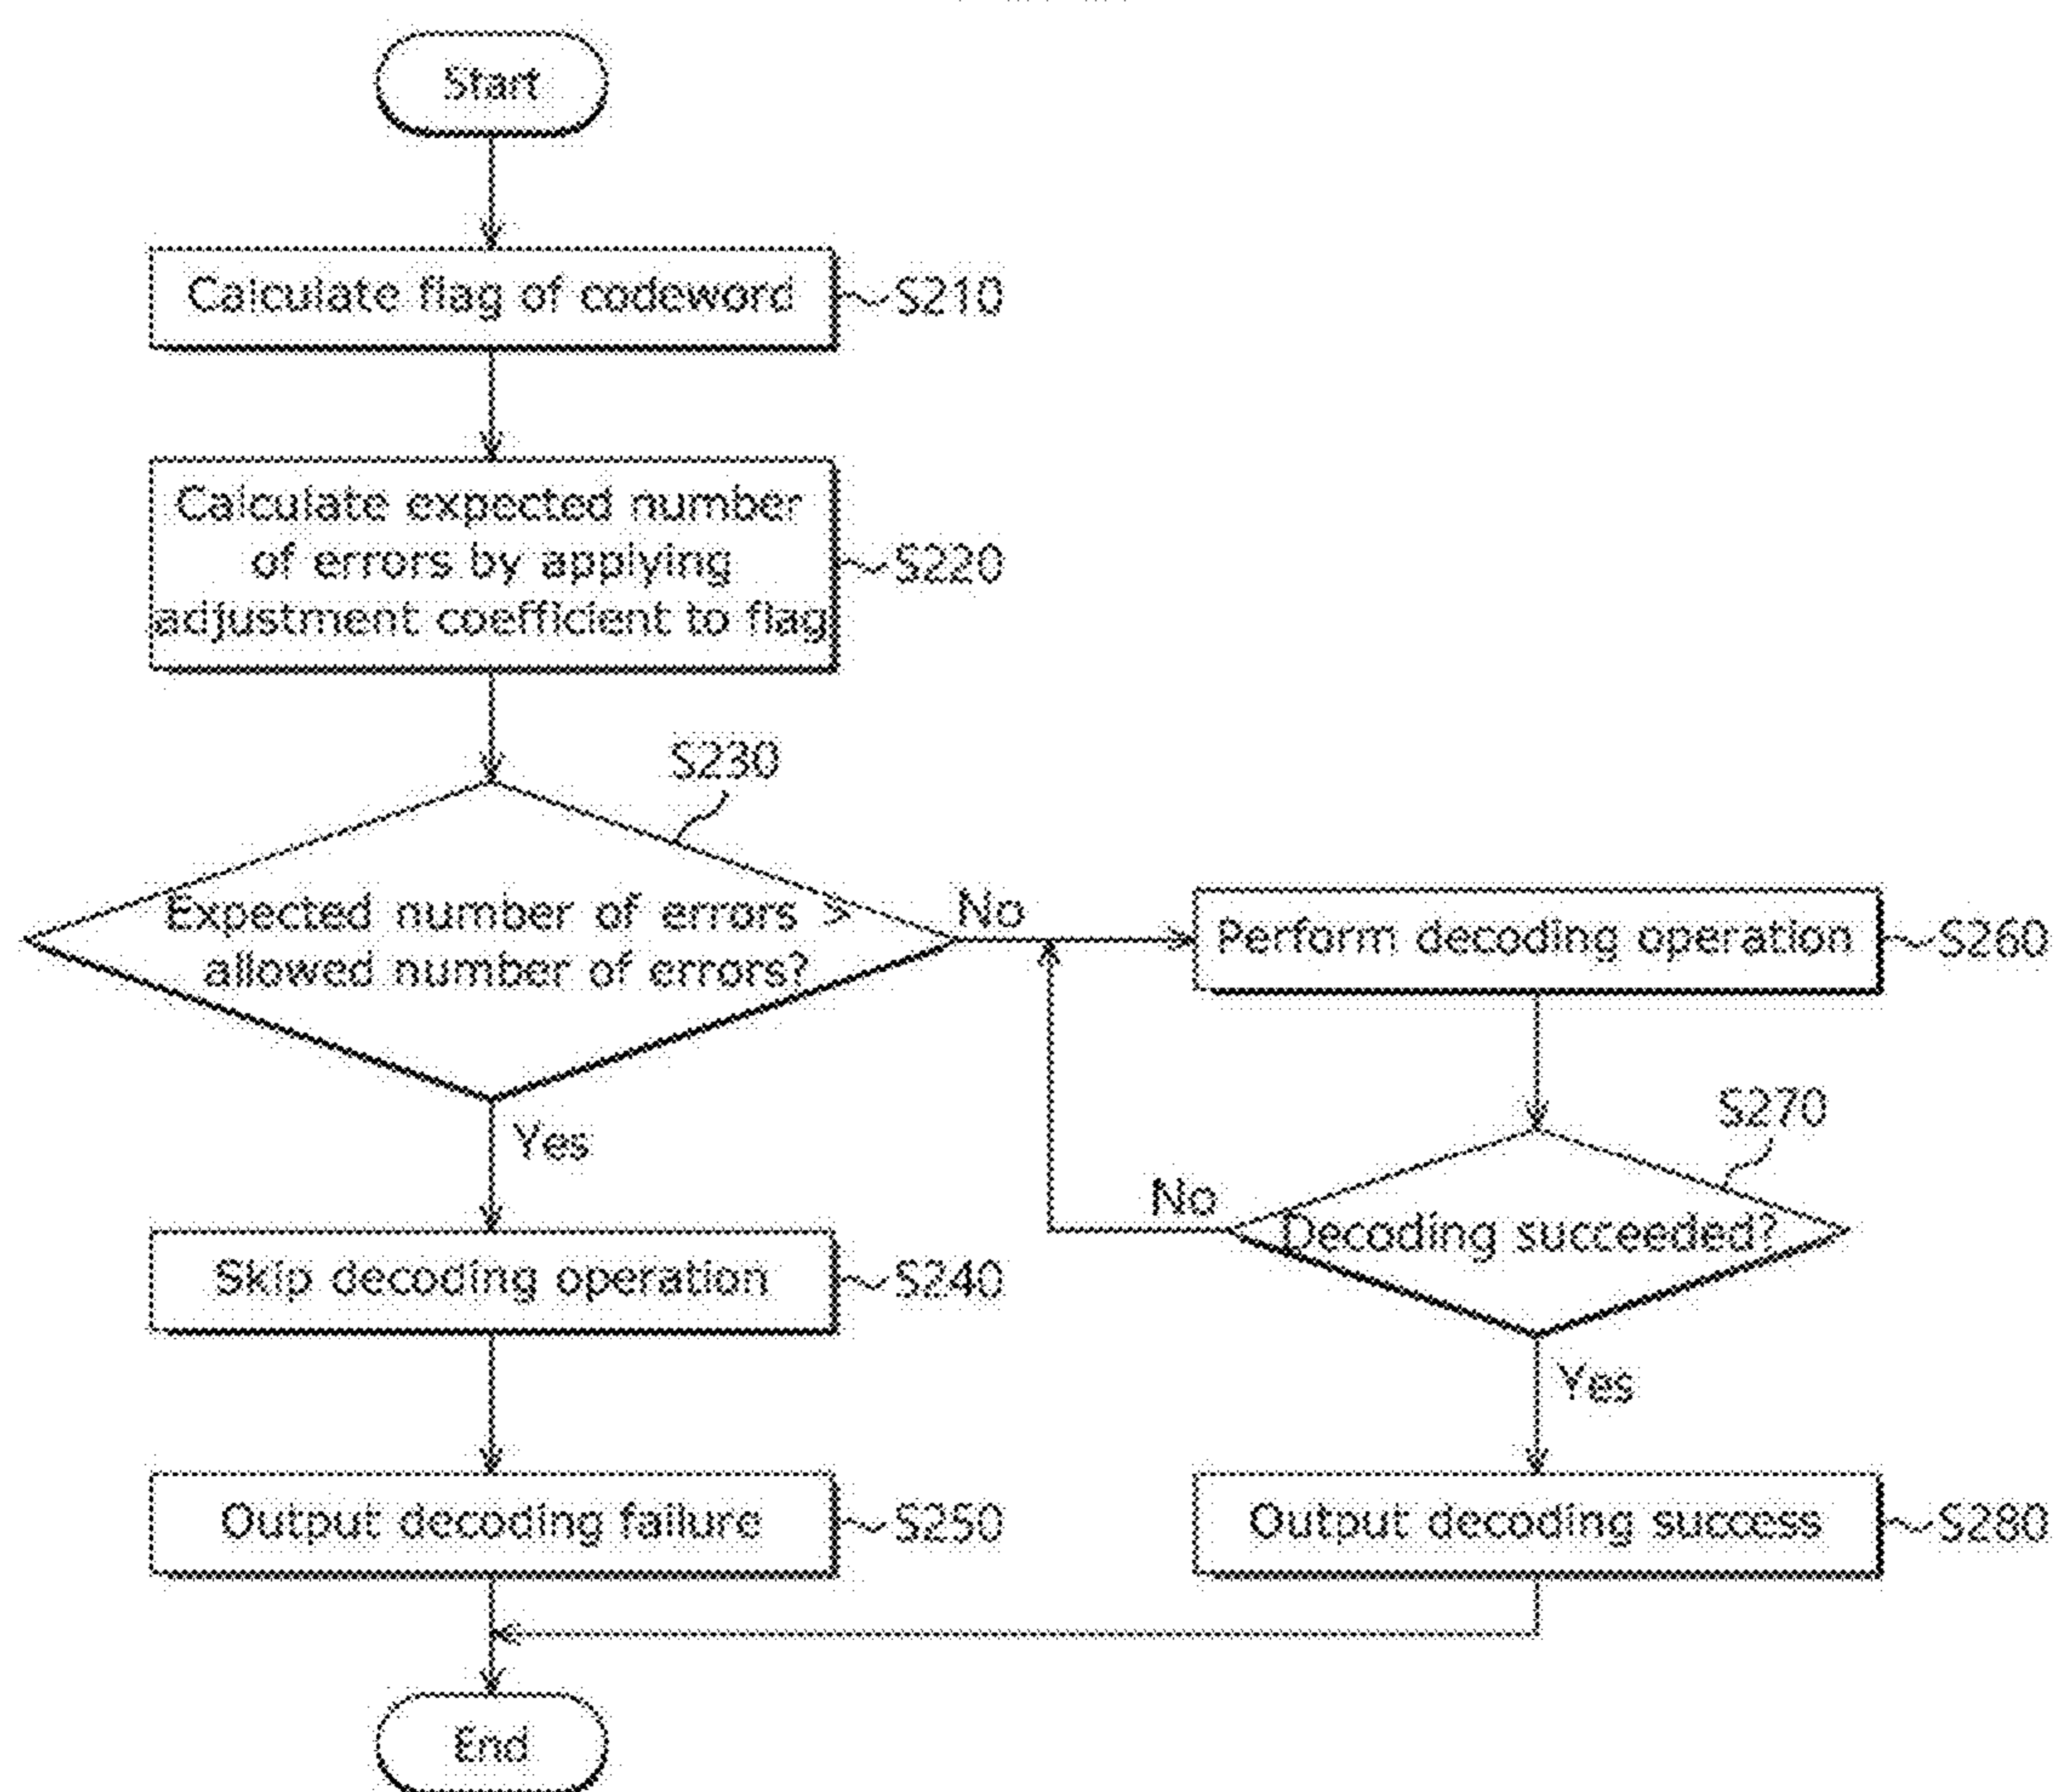 Start
Calculate flag of codeword
S210
Calculate expected number
of errors by applying
adjustment coefficient to flag
S220
S230
Expected number of errors >
allowed number of errors?
No
Yes
Perform decoding operation
S260
S270
Decoding succeeded?
No
Yes
Skip decoding operation
S240
Output decoding failure
S250
Output decoding success
S280
End